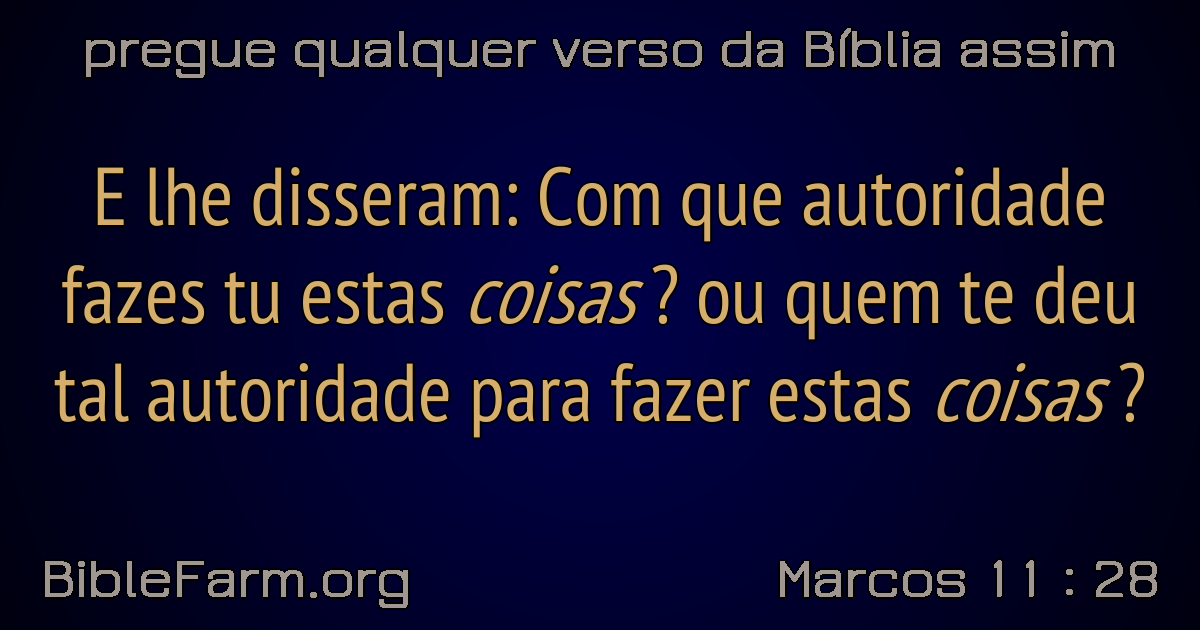 pregue qualquer verso da Bíblia assim
E lhe disseram: Com que autoridade
fazes tu estas coisas ? ou quem te deu
tal autoridade para fazer estas coisas ?
BibleFarm.org
Marcos 11 : 28